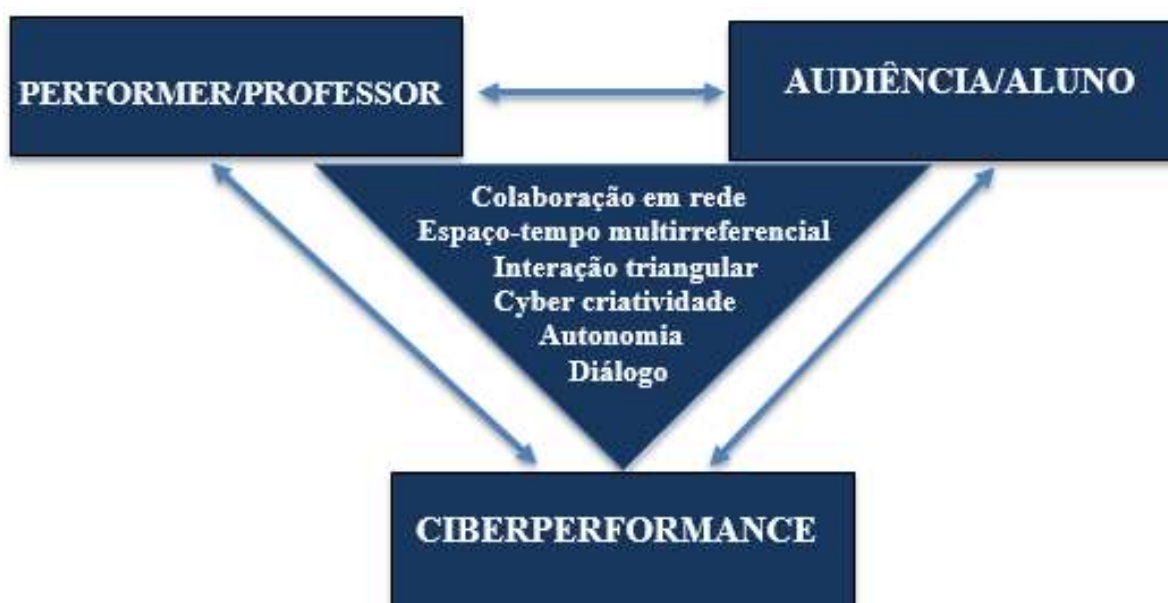 PERFORMER/PROFESSOR
AUDIÊNCIA/ALUNO
Colaboração em rede
Espaço-tempo multirreferencial
Interação triangular
Cyber criatividade
Autonomia
Diálogo
CIBERPERFORMANCE